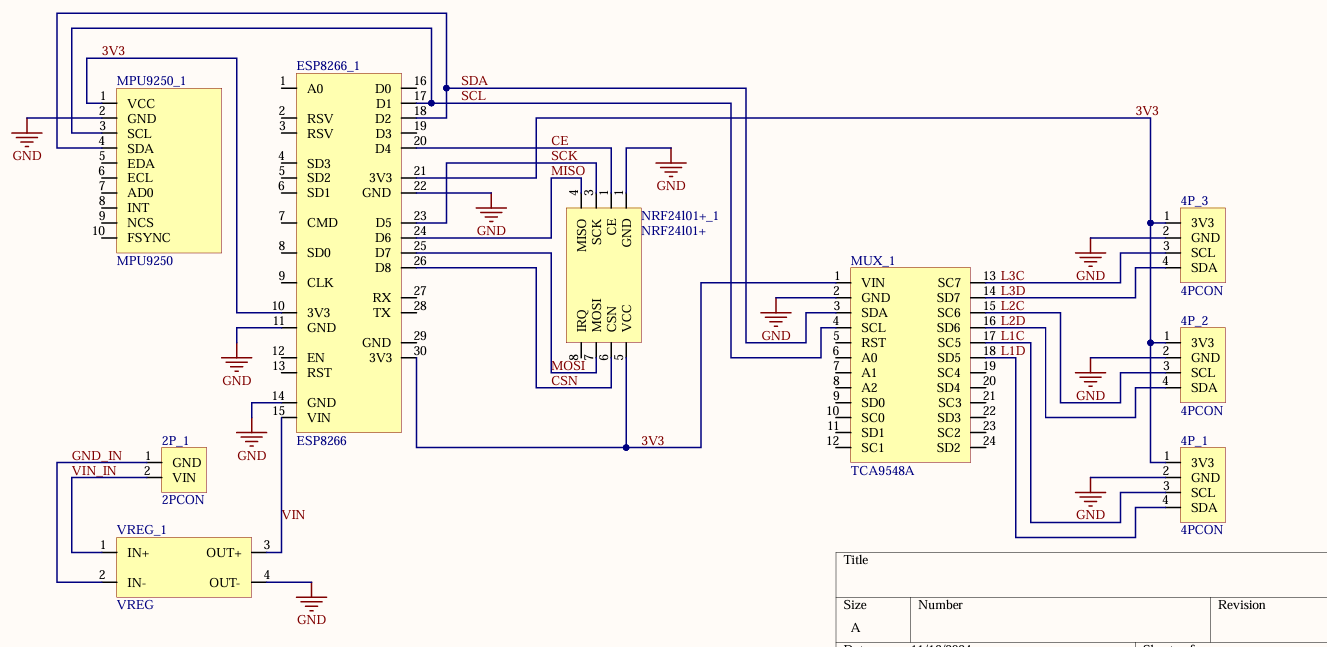 3V3
MPU9250_1
1 VCC
2 GND
3 SCL
4 SDA
5 EDA
6 ECL
7 AD0
8 INT
9 NCS
10 FSYNC
MPU9250
GND
ESP8266_1
1 A0 D0 16
D1 17
2 RSV D2 18
3 RSV D3 19
D4 20
4 SD3
5 SD2 3V3 21
6 SD1 GND 22
7 CMD D5 23
D6 24
8 SD0 D7 25
D8 26
9 CLK
RX 27
10 3V3 TX 28
11 GND
GND 29
12 EN 3V3 30
13 RST
14 GND
15 VIN
ESP8266
GND
GND
GND
SDA
SCL
CE
SCK
MISO
GND
4 3 1 1
MISO SCK CE GND
NRF24l01+_1
NRF24l01+
IRQ MOSI CSN VCC
8 7 6 5
MOSI
CSN
3V3
3V3
GND
MUX_1
1 VIN SC7 13 L3C
2 GND SD7 14 L3D
3 SDA SC6 15 L2C
4 SCL SD6 16 L2D
5 RST SC5 17 L1C
6 A0 SD5 18 L1D
7 A1 SC4 19
8 A2 SD4 20
9 SD0 SC3 21
10 SC0 SD3 22
11 SD1 SC2 23
12 SC1 SD2 24
TCA9548A
4P_3
1 3V3
2 GND
3 SCL
4 SDA
4PCON
GND
4P_2
1 3V3
2 GND
3 SCL
4 SDA
4PCON
GND
4P_1
1 3V3
2 GND
3 SCL
4 SDA
4PCON
GND
2P_1
GND_IN 1 GND
VIN_IN 2 VIN
2PCON
VIN
VREG_1
1 IN+ OUT+ 3
2 IN- OUT- 4
VREG
GND
Title
Size Number Revision
A